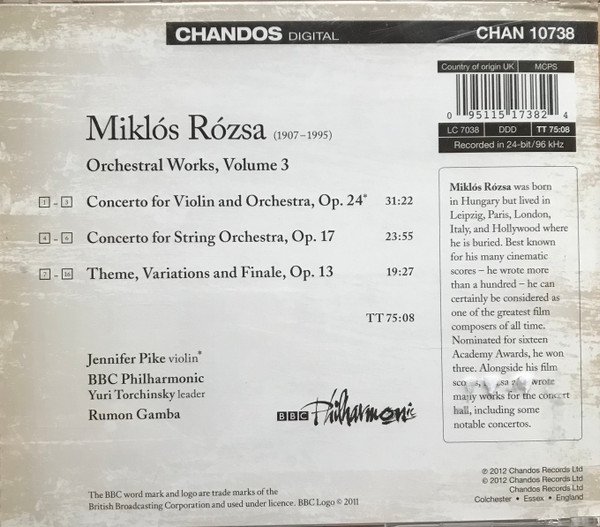 CHANDOS DIGITAL CHAN 10738
Country of origin UK MCPS
0 95115 17382 4
LC 7038 DDD TT 75:08
Recorded in 24-bit/96 kHz
Miklós Rózsa (1907–1995)
Orchestral Works, Volume 3
1 - 3 Concerto for Violin and Orchestra, Op. 24* 31:22
4 - 6 Concerto for String Orchestra, Op. 17 23:55
7 - 16 Theme, Variations and Finale, Op. 13 19:27
TT 75:08
Jennifer Pike violin*
BBC Philharmonic
Yuri Torchinsky leader
Rumon Gamba
BBC Philharmonic
Miklós Rózsa was born
in Hungary but lived in
Leipzig, Paris, London,
Italy, and Hollywood where
he is buried. Best known
for his many cinematic
scores – he wrote more
than a hundred – he can
certainly be considered as
one of the greatest film
composers of all time.
Nominated for sixteen
Academy Awards, he won
three. Alongside his film
wrote
many works for the concert
hall, including some
notable concertos.
The BBC word mark and logo are trade marks of the
British Broadcasting Corporation and used under licence. BBC Logo © 2011
℗ 2012 Chandos Records Ltd
© 2012 Chandos Records Ltd
Colchester • Essex • England